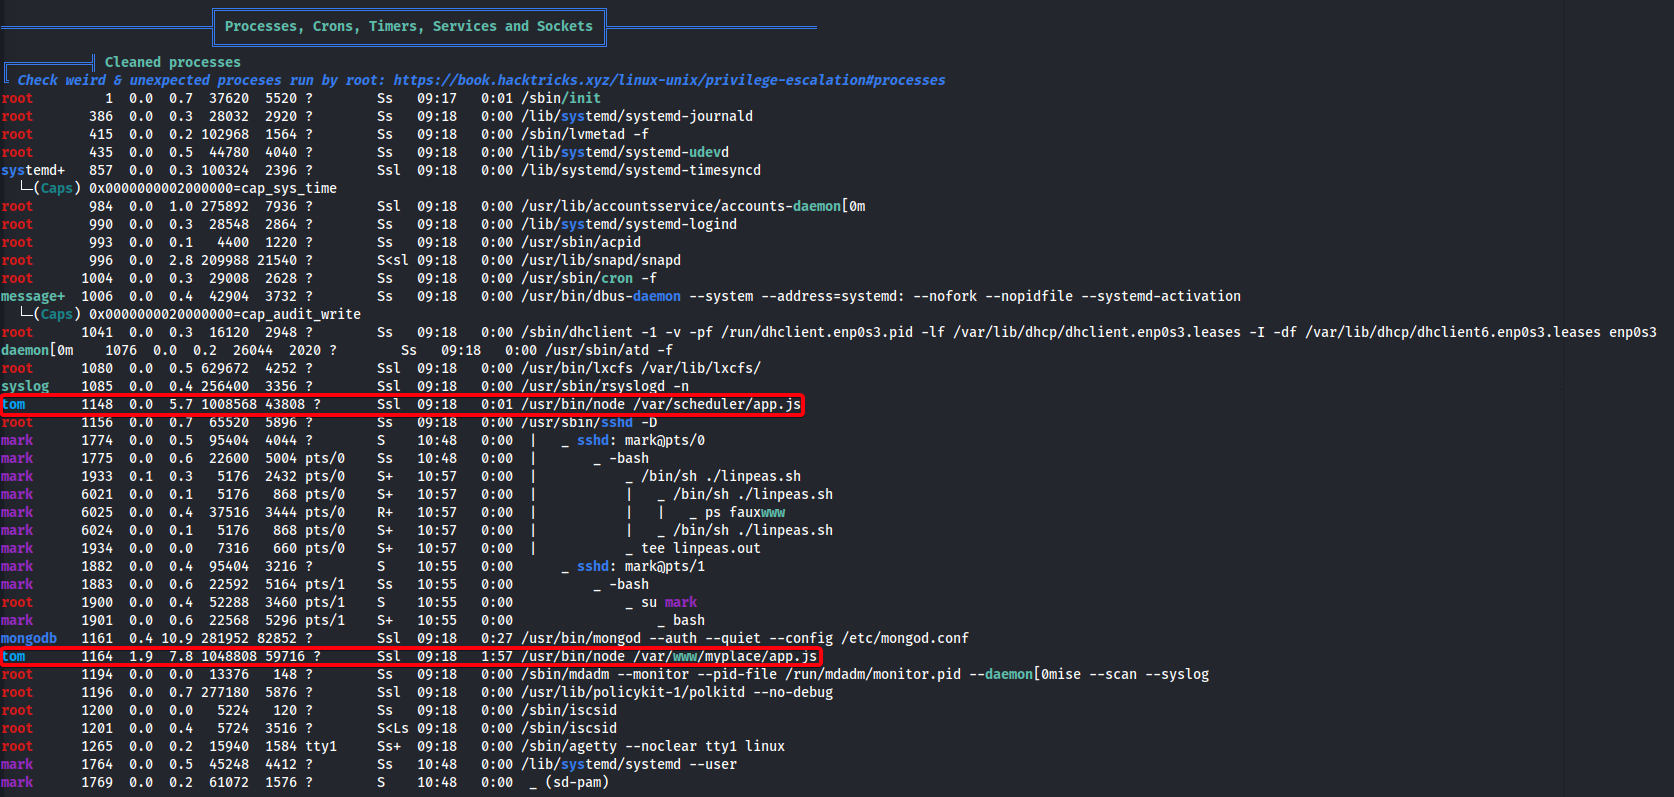 Processes, Crons, Timers, Services and Sockets
Cleaned processes
Check weird & unexpected proceses run by root: https://book.hacktricks.xyz/linux-unix/privilege-escalation#processes
root 1 0.0 0.7 37620 5520 ? Ss 09:17 0:01 /sbin/init
root 386 0.0 0.3 28032 2920 ? Ss 09:18 0:00 /lib/systemd/systemd-journald
root 415 0.0 0.2 102968 1564 ? Ss 09:18 0:00 /sbin/lvmetad -f
root 435 0.0 0.5 44780 4040 ? Ss 09:18 0:00 /lib/systemd/systemd-udevd
systemd+ 857 0.0 0.3 100324 2396 ? Ssl 09:18 0:00 /lib/systemd/systemd-timesyncd
└─(Caps) 0x0000000002000000=cap_sys_time
root 984 0.0 1.0 275892 7936 ? Ssl 09:18 0:00 /usr/lib/accountsservice/accounts-daemon[0m
root 990 0.0 0.3 28548 2864 ? Ss 09:18 0:00 /lib/systemd/systemd-logind
root 993 0.0 0.1 4400 1220 ? Ss 09:18 0:00 /usr/sbin/acpid
root 996 0.0 2.8 209988 21540 ? S<sl 09:18 0:00 /usr/lib/snapd/snapd
root 1004 0.0 0.3 29008 2628 ? Ss 09:18 0:00 /usr/sbin/cron -f
message+ 1006 0.0 0.4 42904 3732 ? Ss 09:18 0:00 /usr/bin/dbus-daemon --system --address=systemd: --nofork --nopidfile --systemd-activation
└─(Caps) 0x0000000020000000=cap_audit_write
root 1041 0.0 0.3 16120 2948 ? Ss 09:18 0:00 /sbin/dhclient -1 -v -pf /run/dhclient.enp0s3.pid -lf /var/lib/dhcp/dhclient.enp0s3.leases -I -df /var/lib/dhcp/dhclient6.enp0s3.leases enp0s3
daemon[0m 1076 0.0 0.2 26044 2020 ? Ss 09:18 0:00 /usr/sbin/atd -f
root 1080 0.0 0.5 629672 4252 ? Ssl 09:18 0:00 /usr/bin/lxcfs /var/lib/lxcfs/
syslog 1085 0.0 0.4 256400 3356 ? Ssl 09:18 0:00 /usr/sbin/rsyslogd -n
tom 1148 0.0 5.7 1008568 43808 ? Ssl 09:18 0:01 /usr/bin/node /var/scheduler/app.js
root 1156 0.0 0.7 65520 5896 ? Ss 09:18 0:00 /usr/sbin/sshd -D
mark 1774 0.0 0.5 95404 4044 ? S 10:48 0:00 | _ sshd: mark@pts/0
mark 1775 0.0 0.6 22600 5004 pts/0 Ss 10:48 0:00 | _ -bash
mark 1933 0.1 0.3 5176 2432 pts/0 S+ 10:57 0:00 | _ /bin/sh ./linpeas.sh
mark 6021 0.0 0.1 5176 868 pts/0 S+ 10:57 0:00 | | _ /bin/sh ./linpeas.sh
mark 6025 0.0 0.4 37516 3444 pts/0 R+ 10:57 0:00 | | | _ ps fauxwww
mark 6024 0.0 0.1 5176 868 pts/0 S+ 10:57 0:00 | | _ /bin/sh ./linpeas.sh
mark 1934 0.0 0.0 7316 660 pts/0 S+ 10:57 0:00 | _ tee linpeas.out
mark 1882 0.0 0.4 95404 3216 ? S 10:55 0:00 _ sshd: mark@pts/1
mark 1883 0.0 0.6 22592 5164 pts/1 Ss 10:55 0:00 _ -bash
root 1900 0.0 0.4 52288 3460 pts/1 S 10:55 0:00 _ su mark
mark 1901 0.0 0.6 22568 5296 pts/1 S+ 10:55 0:00 _ bash
mongodb 1161 0.4 10.9 281952 82852 ? Ssl 09:18 0:27 /usr/bin/mongod --auth --quiet --config /etc/mongod.conf
tom 1164 1.9 7.8 1048808 59716 ? Ssl 09:18 1:57 /usr/bin/node /var/www/myplace/app.js
root 1194 0.0 0.0 13376 148 ? Ss 09:18 0:00 /sbin/mdadm --monitor --pid-file /run/mdadm/monitor.pid --daemon[0mise --scan --syslog
root 1196 0.0 0.7 277180 5876 ? Ssl 09:18 0:00 /usr/lib/policykit-1/polkitd --no-debug
root 1200 0.0 0.0 5224 120 ? Ss 09:18 0:00 /sbin/iscsid
root 1201 0.0 0.4 5724 3516 ? S<Ls 09:18 0:00 /sbin/iscsid
root 1265 0.0 0.2 15940 1584 tty1 Ss+ 09:18 0:00 /sbin/agetty --noclear tty1 linux
mark 1764 0.0 0.5 45248 4412 ? Ss 10:48 0:00 /lib/systemd/systemd --user
mark 1769 0.0 0.2 61072 1576 ? S 10:48 0:00 _ (sd-pam)